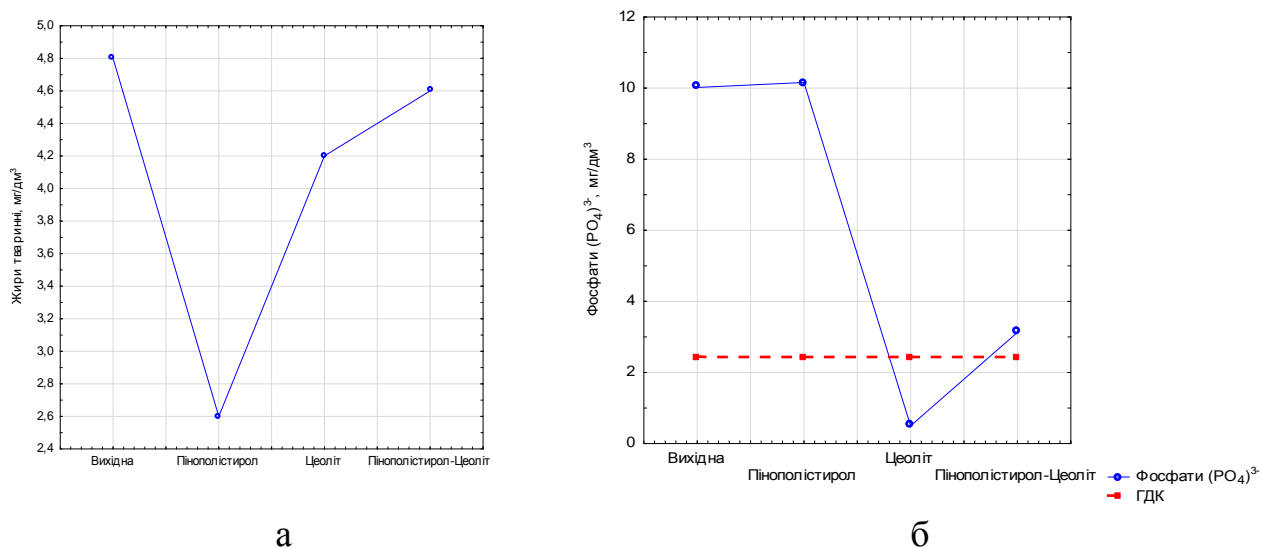 5,0
4,8
4,6
4,4
4,2
4,0
3,8
3,6
3,4
3,2
3,0
2,8
2,6
2,4
Жири тваринні, мг/дм³
Вихідна Пінополістирол Цеоліт Пінополістирол-Цеоліт
а
12
10
8
6
4
2
0
Фосфати (PO₄)³⁻, мг/дм³
Вихідна Цеоліт
Пінополістирол Пінополістирол-Цеоліт
Фосфати (PO₄)³⁻
ГДК
б